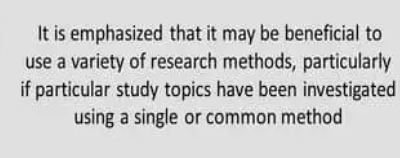 It is emphasized that it may be beneficial to
use a variety of research methods, particularly
if particular study topics have been investigated
using a single or common method